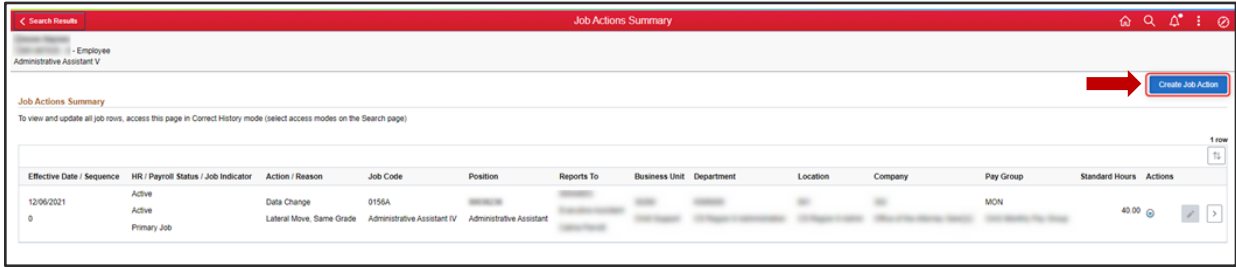 Search Results
Job Actions Summary
- Employee
Administrative Assistant V
Create Job Action
Job Actions Summary
To view and update all job rows, access this page in Correct History mode (select access modes on the Search page)
1 row
Effective Date / Sequence HR / Payroll Status / Job Indicator Action / Reason Job Code Position Reports To Business Unit Department Location Company Pay Group Standard Hours Actions
Active
12/06/2021 Data Change 0156A MON
Active 40.00
0 Lateral Move, Same Grade Administrative Assistant IV Administrative Assistant
Primary Job